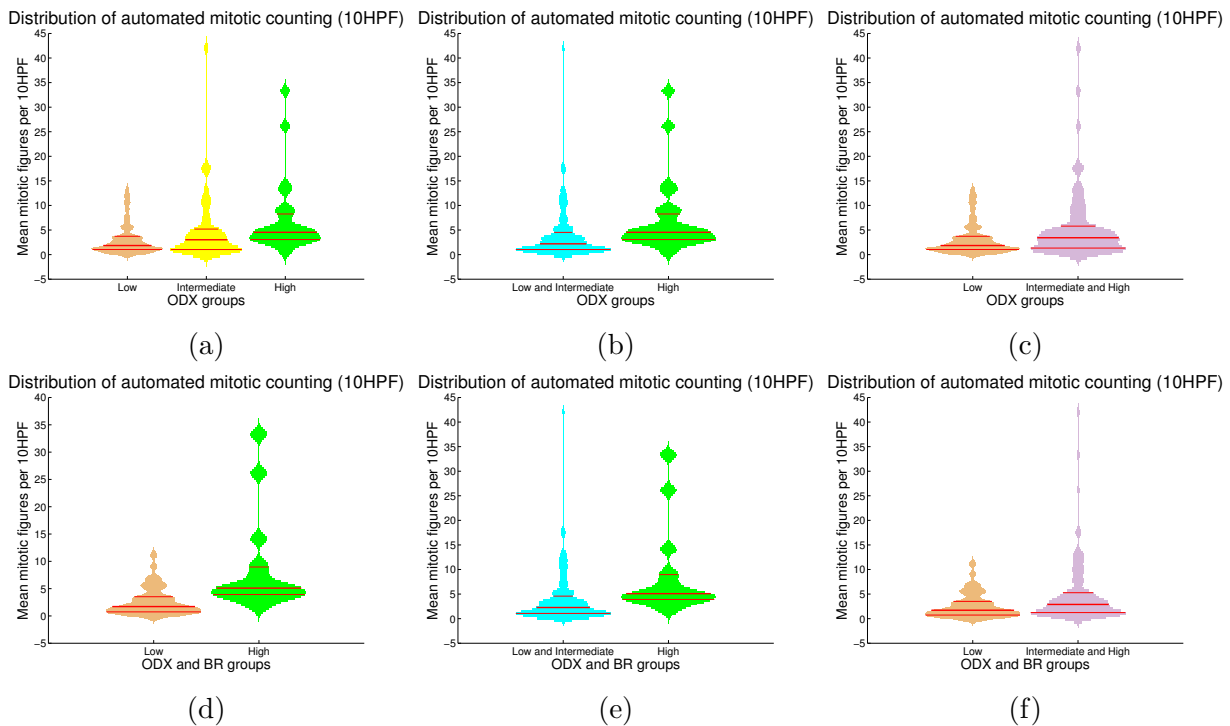 Distribution of automated mitotic counting (10HPF)
Mean mitotic figures per 10HPF
45
40
35
30
25
20
15
10
5
0
−5
Low
Intermediate
High
ODX groups
(a)
Distribution of automated mitotic counting (10HPF)
Mean mitotic figures per 10HPF
45
40
35
30
25
20
15
10
5
0
−5
Low and Intermediate
High
ODX groups
(b)
Distribution of automated mitotic counting (10HPF)
Mean mitotic figures per 10HPF
45
40
35
30
25
20
15
10
5
0
−5
Low
Intermediate and High
ODX groups
(c)
Distribution of automated mitotic counting (10HPF)
Mean mitotic figures per 10HPF
40
35
30
25
20
15
10
5
0
−5
Low
High
ODX and BR groups
(d)
Distribution of automated mitotic counting (10HPF)
Mean mitotic figures per 10HPF
45
40
35
30
25
20
15
10
5
0
−5
Low and Intermediate
High
ODX and BR groups
(e)
Distribution of automated mitotic counting (10HPF)
Mean mitotic figures per 10HPF
45
40
35
30
25
20
15
10
5
0
−5
Low
Intermediate and High
ODX and BR groups
(f)